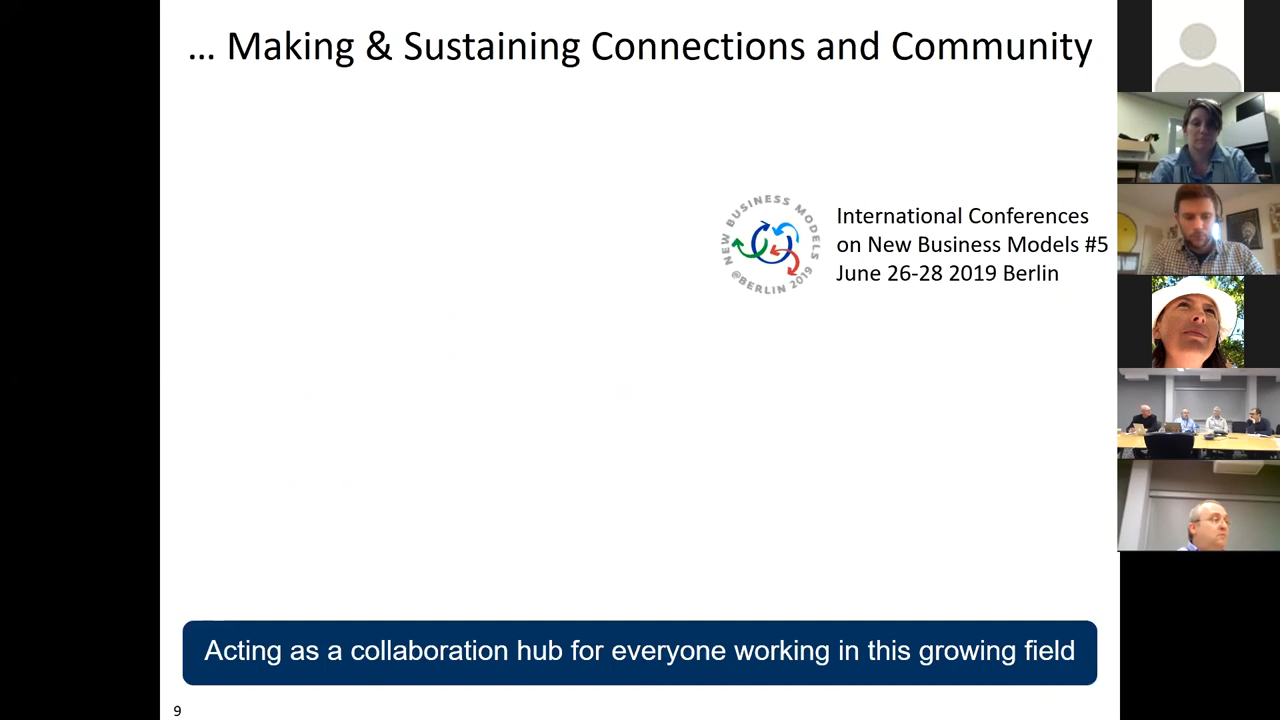 ... Making & Sustaining Connections and Community
NEW BUSINESS MODELS
@BERLIN 2019
International Conferences
on New Business Models #5
June 26-28 2019 Berlin
Acting as a collaboration hub for everyone working in this growing field
9